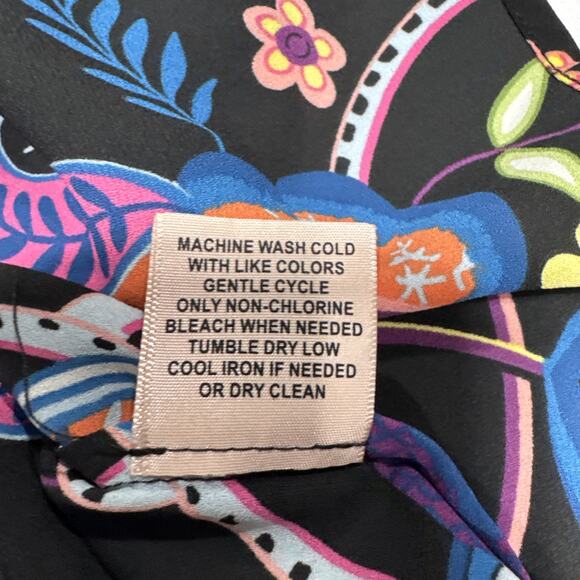 MACHINE WASH COLD
WITH LIKE COLORS
GENTLE CYCLE
ONLY NON-CHLORINE
BLEACH WHEN NEEDED
TUMBLE DRY LOW
COOL IRON IF NEEDED
OR DRY CLEAN